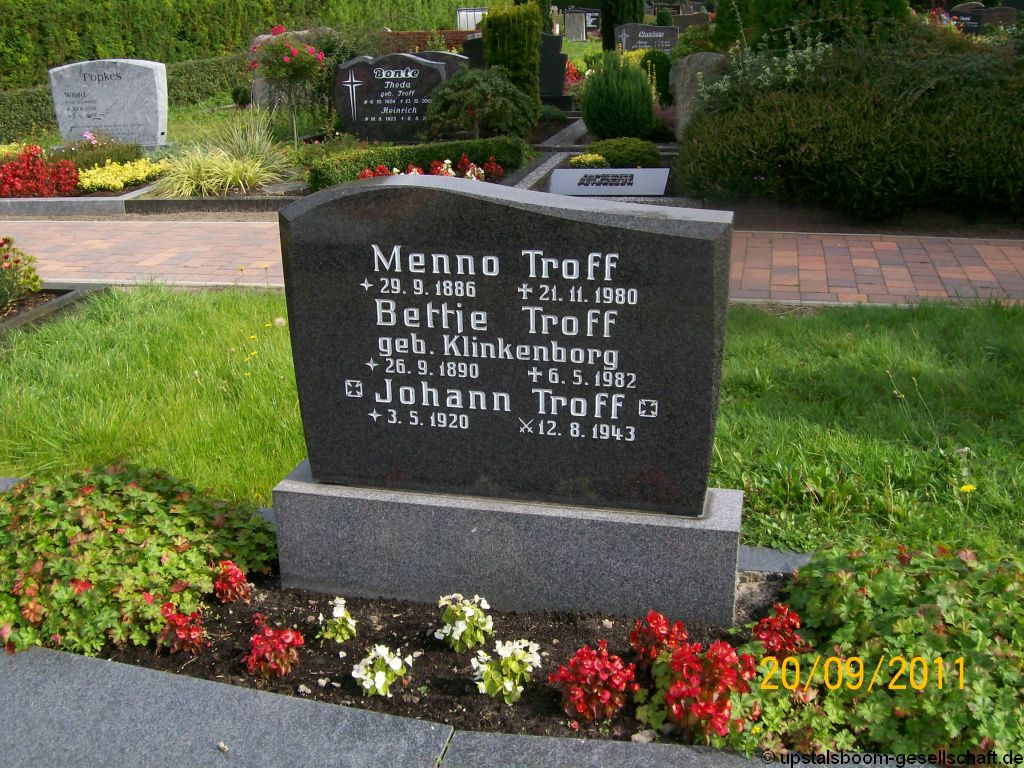 Popkes
Bonte
Theda
geb. Troff
Heinrich
Menno Troff
29. 9. 1886 21. 11. 1980
Bettje Troff
geb. Klinkenborg
26. 9. 1890 6. 5. 1982
Johann Troff
3. 5. 1920 12. 8. 1943
20/09/2011
© upstalsboom-gesellschaft.de